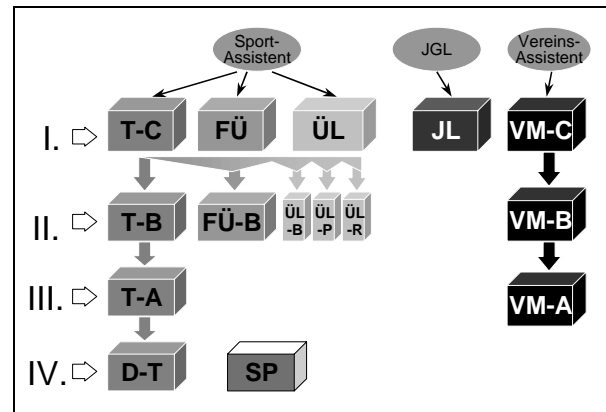 Sport-
Assistent
JGL
Vereins-
Assistent
I.
T-C
FÜ
ÜL
JL
VM-C
II.
T-B
FÜ-B
ÜL
-B
ÜL
-P
ÜL
-R
VM-B
III.
T-A
VM-A
IV.
D-T
SP